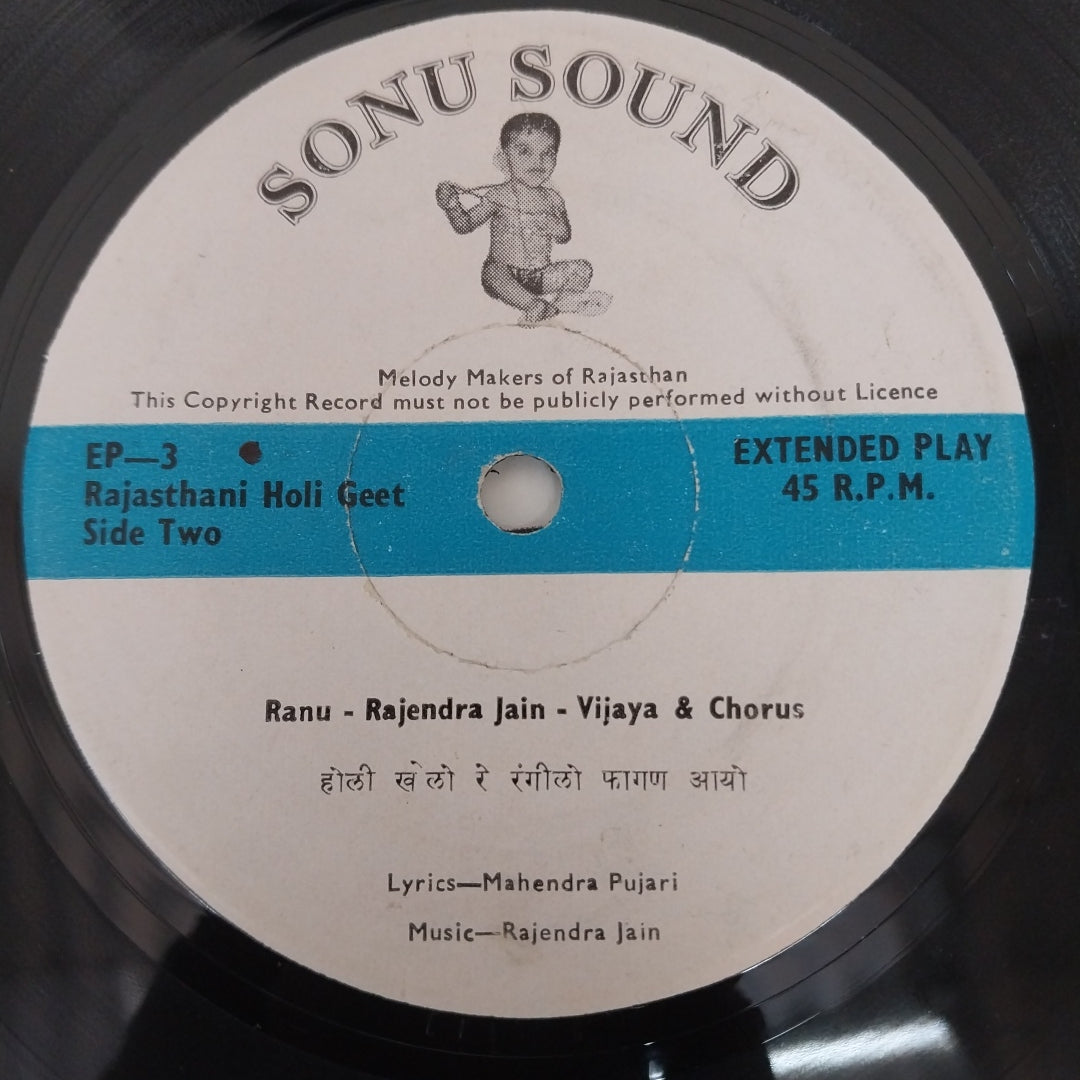 SONU SOUND
Melody Makers of Rajasthan
This Copyright Record must not be publicly performed without Licence
EP—3
Rajasthani Holi Geet
Side Two
EXTENDED PLAY
45 R.P.M.
Ranu - Rajendra Jain - Vijaya & Chorus
होली खेलो रे रंगीलो फागण आयो
Lyrics—Mahendra Pujari
Music—Rajendra Jain